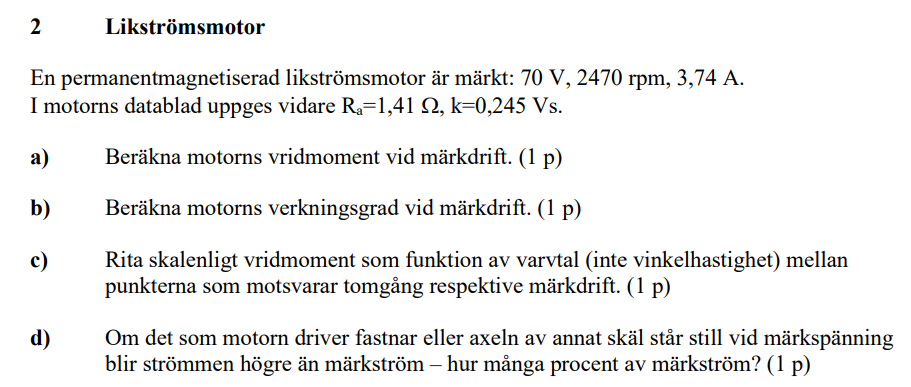 2 Likströmsmotor
En permanentmagnetiserad likströmsmotor är märkt: 70 V, 2470 rpm, 3,74 A.
I motorns datablad uppges vidare Rₐ=1,41 Ω, k=0,245 Vs.
a) Beräkna motorns vridmoment vid märkdrift. (1 p)
b) Beräkna motorns verkningsgrad vid märkdrift. (1 p)
c) Rita skalenligt vridmoment som funktion av varvtal (inte vinkelhastighet) mellan
punkterna som motsvarar tomgång respektive märkdrift. (1 p)
d) Om det som motorn driver fastnar eller axeln av annat skäl står still vid märkspänning
blir strömmen högre än märkström – hur många procent av märkström? (1 p)